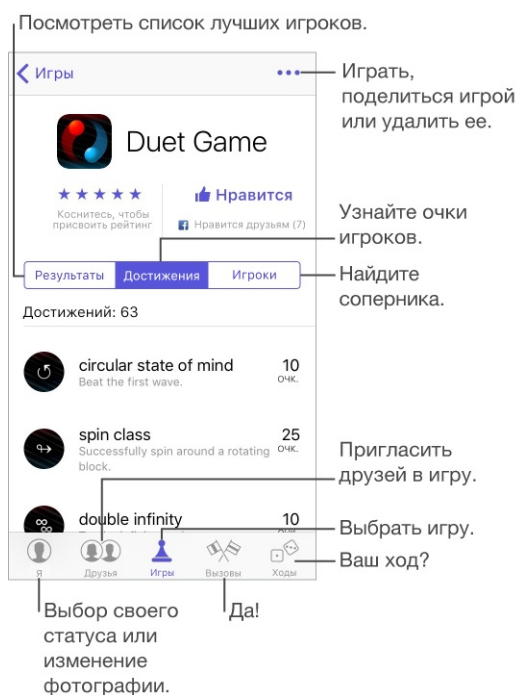 Посмотреть список лучших игроков.
Игры
Играть,
поделиться игрой
или удалить ее.
Duet Game
Нравится
Коснитесь, чтобы
присвоить рейтинг
Нравится друзьям (7)
Узнайте очки
игроков.
Результаты Достижения Игроки
Найдите
соперника.
Достижений: 63
circular state of mind 10
Beat the first wave. очк.
spin class 25
Successfully spin around a rotating очк.
block.
Пригласить
друзей в игру.
double infinity 10
Выбрать игру.
Я Друзья Игры Вызовы Ходы
Ваш ход?
Выбор своего
статуса или
изменение
фотографии.
Да!